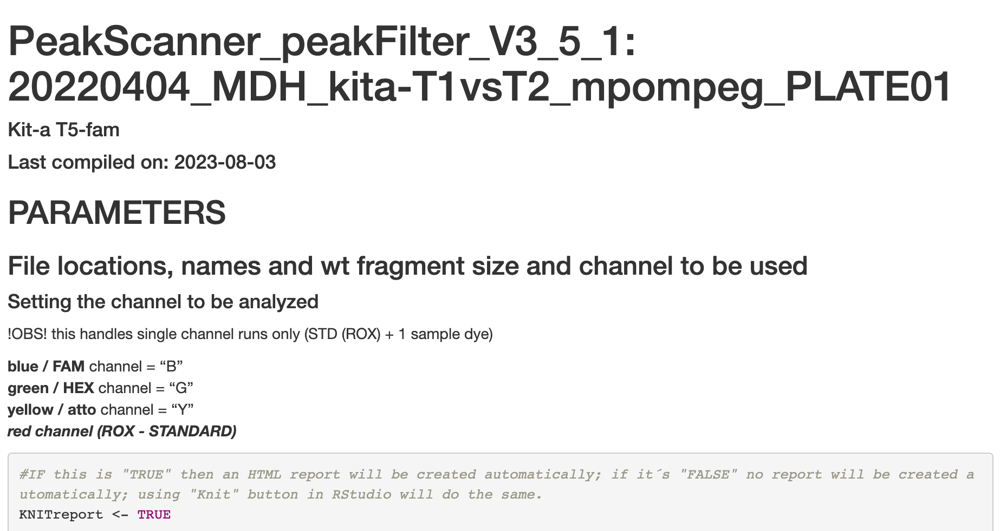 PeakScanner_peakFilter_V3_5_1:
20220404_MDH_kita-T1vsT2_mpompeg_PLATE01
Kit-a T5-fam
Last compiled on: 2023-08-03
PARAMETERS
File locations, names and wt fragment size and channel to be used
Setting the channel to be analyzed
!OBS! this handles single channel runs only (STD (ROX) + 1 sample dye)
blue / FAM channel = “B”
green / HEX channel = “G”
yellow / atto channel = “Y”
red channel (ROX - STANDARD)
#IF this is "TRUE" then an HTML report will be created automatically; if it´s "FALSE" no report will be created a
utomatically; using "Knit" button in RStudio will do the same.
KNITreport <- TRUE